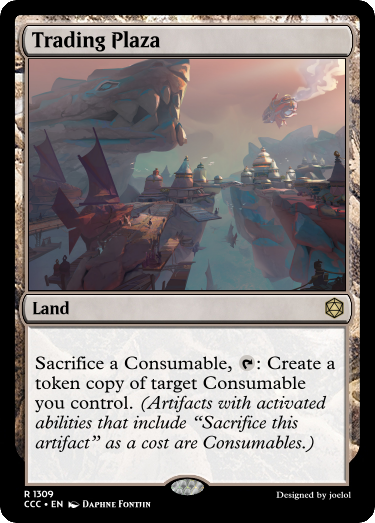 Trading Plaza
Land
Sacrifice a Consumable, : Create a
token copy of target Consumable
you control. (Artifacts with activated
abilities that include “Sacrifice this
artifact” as a cost are Consumables.)
R 1309
CCC • EN Daphne Fontijn
Designed by joelol